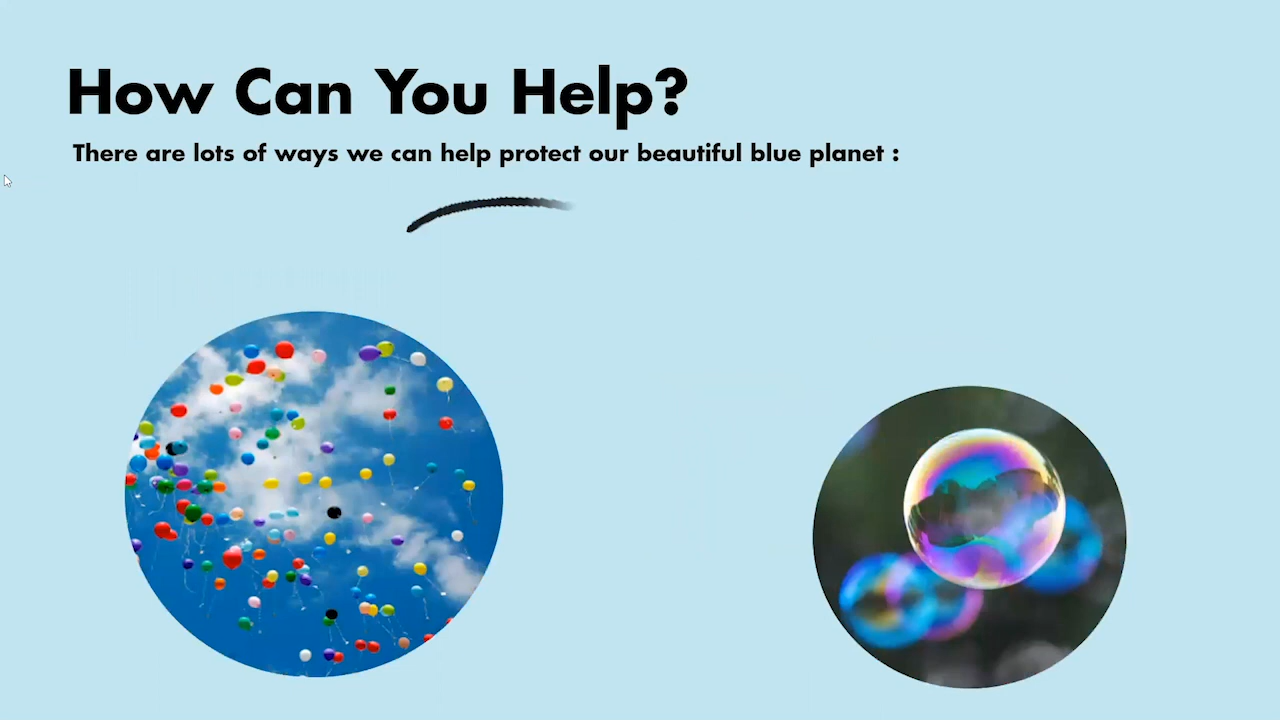 How Can You Help?
There are lots of ways we can help protect our beautiful blue planet :